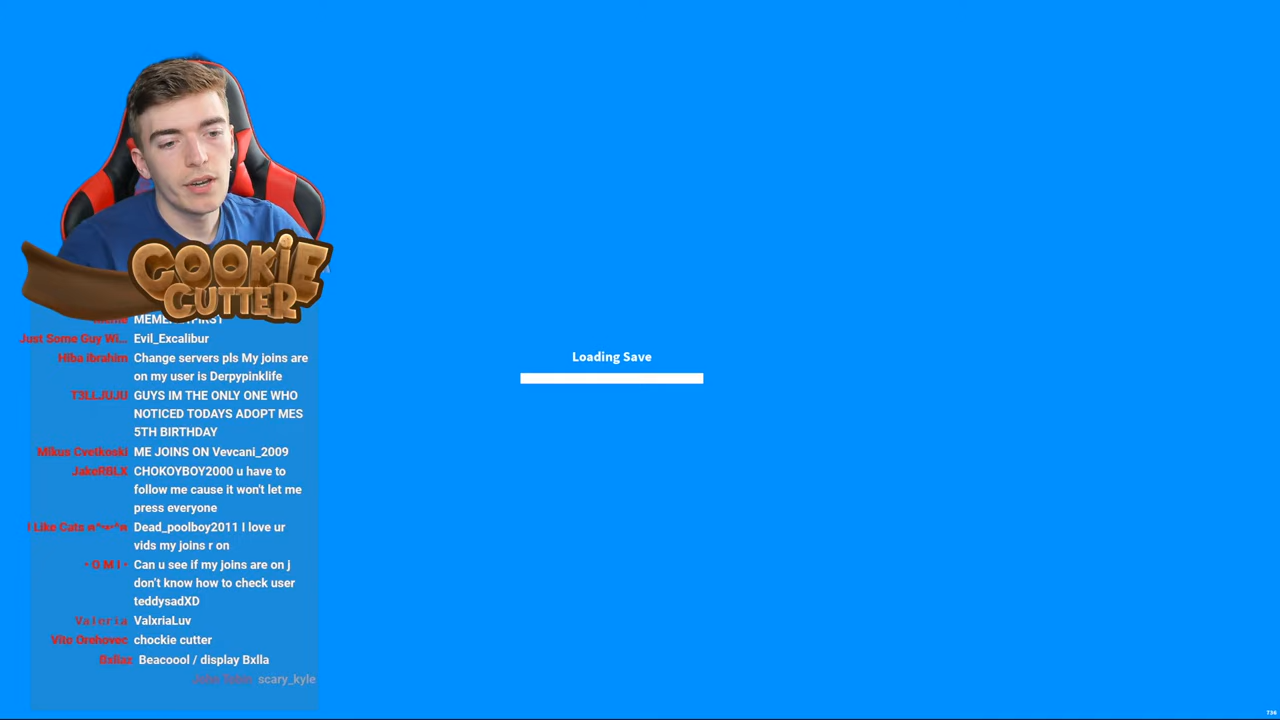 COOKiE
CUTTER
Just Some Guy Wi... Evil_Excalibur
Hiba Ibrahim Change servers pls My joins are
on my user is Derpypinklife
T3LLJUJU GUYS IM THE ONLY ONE WHO
NOTICED TODAYS ADOPT MES
5TH BIRTHDAY
Mikus Cvetkoski ME JOINS ON Vevcani_2009
JakeRBLX CHOKOYBOY2000 u have to
follow me cause it won't let me
press everyone
I Like Cats Dead_poolboy2011 I love ur
vids my joins r on
• O M I • Can u see if my joins are on j
don't know how to check user
teddysadXD
V a l o r i a ValxriaLuv
Vito Orehovec chockie cutter
Bxllaz Beacoool / display Bxlla
scary_kyle
Loading Save